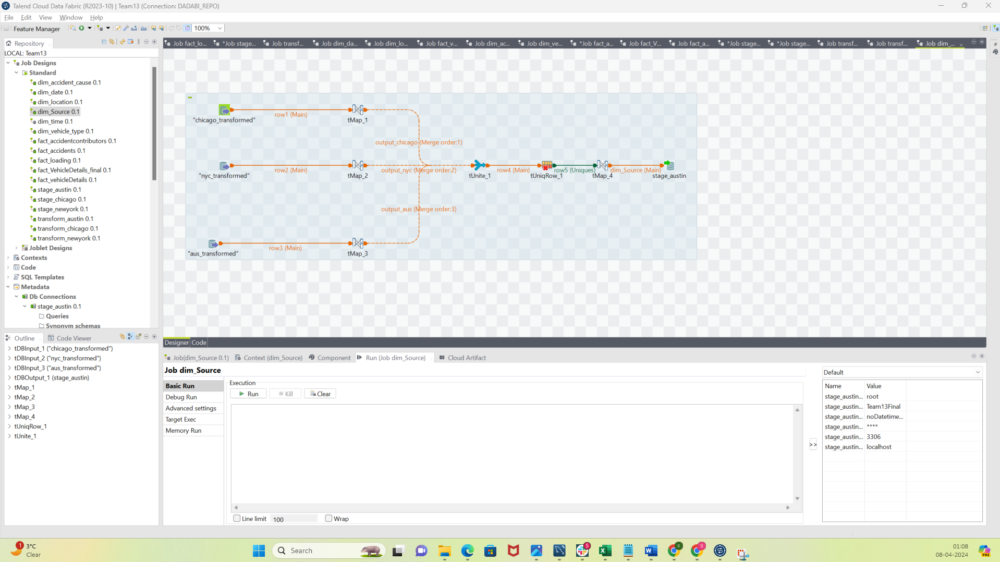 Talend Cloud Data Fabric (R2023-10) | Team13 (Connection: DADABI_REPO)
File Edit View Window Help
Feature Manager 100%
Repository
LOCAL: Team13
Job Designs
Standard
dim_accident_cause 0.1
dim_date 0.1
dim_location 0.1
dim_Source 0.1
dim_time 0.1
dim_vehicle_type 0.1
fact_accidentcontributors 0.1
fact_accidents 0.1
fact_loading 0.1
fact_VehicleDetails_final 0.1
fact_vehicleDetails 0.1
stage_austin 0.1
stage_chicago 0.1
stage_newyork 0.1
transform_austin 0.1
transform_chicago 0.1
transform_newyork 0.1
Joblet Designs
Contexts
Code
SQL Templates
Metadata
Db Connections
stage_austin 0.1
Queries
Synonym schemas
Outline Code Viewer
tDBInput_1 ("chicago_transformed")
tDBInput_2 ("nyc_transformed")
tDBInput_3 ("aus_transformed")
tDBOutput_1 (stage_austin)
tMap_1
tMap_2
tMap_3
tMap_4
tUniqRow_1
tUnite_1
Job fact_lo... *Job stage... Job transf... Job dim_da... Job dim_lo... Job fact_v... Job dim_ac... Job dim_ve... *Job fact_a... Job fact_V... Job fact_a... *Job stage... *Job stage... Job transf... Job transf... Job dim_...
row1 (Main)
"chicago_transformed" tMap_1
output_chicago (Merge order:1)
row2 (Main) output_nyc (Merge order:2) row4 (Main) row5 (Uniques) dim_Source (Main)
"nyc_transformed" tMap_2 tUnite_1 tUniqRow_1 tMap_4 stage_austin
output_aus (Merge order:3)
row3 (Main)
"aus_transformed" tMap_3
Designer Code
Job(dim_Source 0.1) Context (dim_Source) Component Run (Job dim_Source) Cloud Artifact
Job dim_Source
Basic Run
Debug Run
Advanced settings
Target Exec
Memory Run
Execution
Run Kill Clear
Line limit 100 Wrap
>>
Default
Name Value
stage_austin... root
stage_austin... Team13Final
stage_austin... noDatetime...
stage_austin... ****
stage_austin... 3306
stage_austin... localhost
1
3°C
Clear
Search
5
C
S
01:08
08-04-2024
PRE